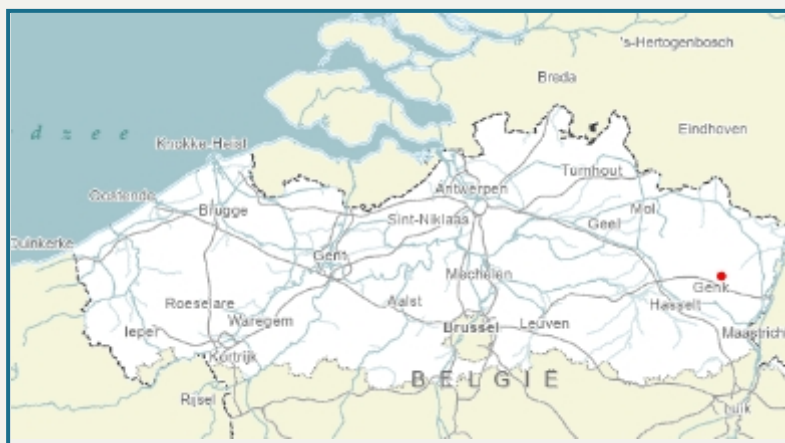 's-Hertogenbosch
Breda
d z e e
Eindhoven
Knokke-Heist
Turnhout
Antwerpen
Oostende
Mol
Brugge
Sint-Niklaas
Geel
Duinkerke
Gent
Mechelen
Genk
Roeselare
Aalst
Hasselt
Waregem
Ieper
Brussel
Leuven
Maastrich
Kortrijk
BELGIË
Rijsel
Luik